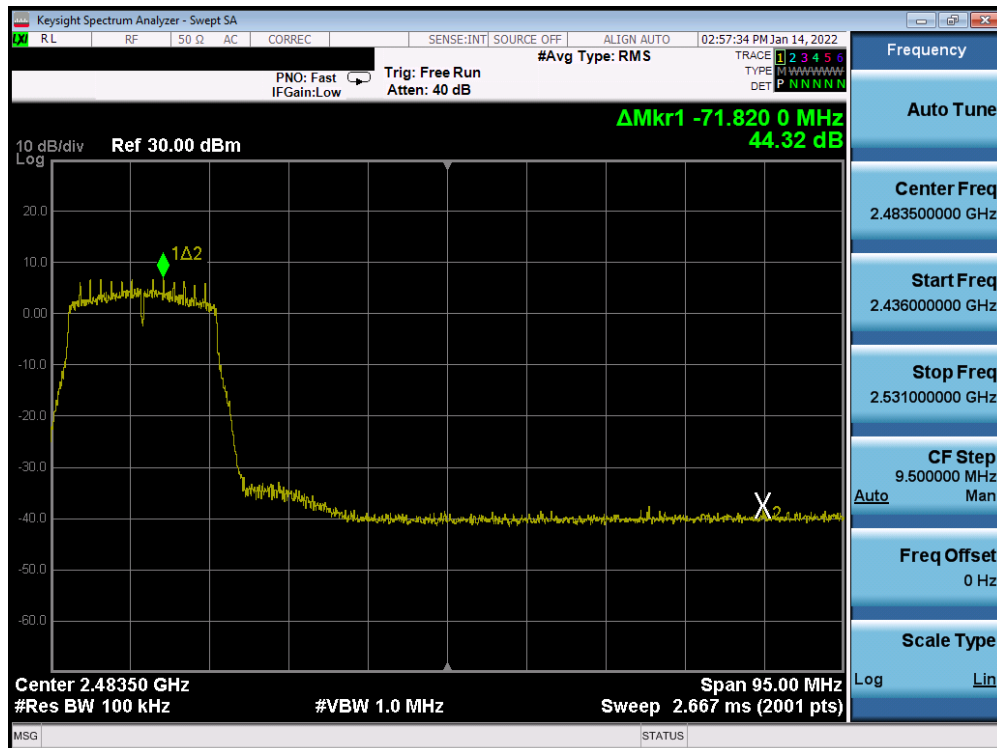 Keysight Spectrum Analyzer - Swept SA
LXI RL RF 50 Ω AC CORREC SENSE:INT SOURCE OFF ALIGN AUTO 02:57:34 PM Jan 14, 2022
#Avg Type: RMS
TRACE 1 2 3 4 5 6
PNO: Fast
Trig: Free Run
TYPE M WWWWW
IFGain:Low
Atten: 40 dB
DET P N N N N N
ΔMkr1 -71.820 0 MHz
44.32 dB
10 dB/div Ref 30.00 dBm
Log
20.0
10.0
0.00
-10.0
-20.0
-30.0
-40.0
-50.0
-60.0
1Δ2
X2
Center 2.48350 GHz
Span 95.00 MHz
#Res BW 100 kHz
#VBW 1.0 MHz
Sweep 2.667 ms (2001 pts)
MSG
STATUS
Frequency
Auto Tune
Center Freq
2.483500000 GHz
Start Freq
2.436000000 GHz
Stop Freq
2.531000000 GHz
CF Step
9.500000 MHz
Auto Man
Freq Offset
0 Hz
Scale Type
Log Lin